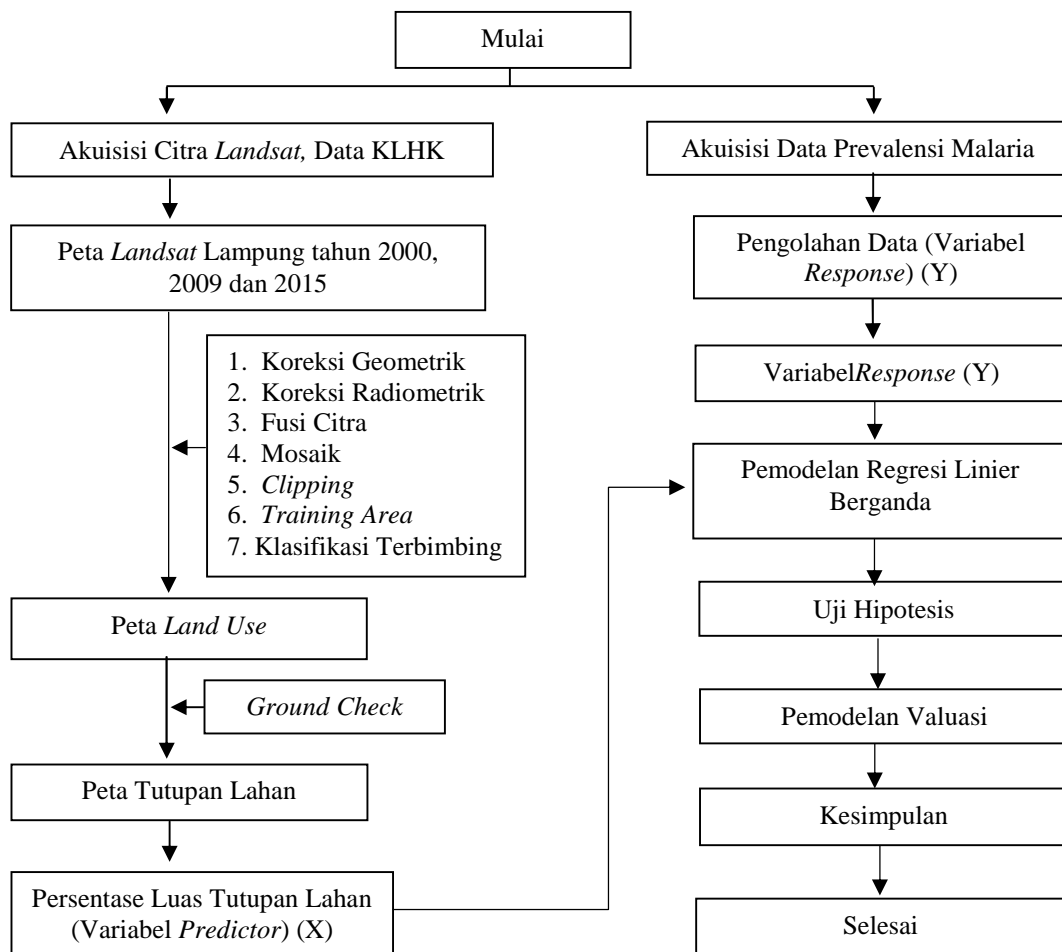 Mulai
Akuisisi Citra Landsat, Data KLHK
Peta Landsat Lampung tahun 2000,
2009 dan 2015
1. Koreksi Geometrik
2. Koreksi Radiometrik
3. Fusi Citra
4. Mosaik
5. Clipping
6. Training Area
7. Klasifikasi Terbimbing
Peta Land Use
Ground Check
Peta Tutupan Lahan
Persentase Luas Tutupan Lahan
(Variabel Predictor) (X)
Akuisisi Data Prevalensi Malaria
Pengolahan Data (Variabel
Response) (Y)
VariabelResponse (Y)
Pemodelan Regresi Linier
Berganda
Uji Hipotesis
Pemodelan Valuasi
Kesimpulan
Selesai